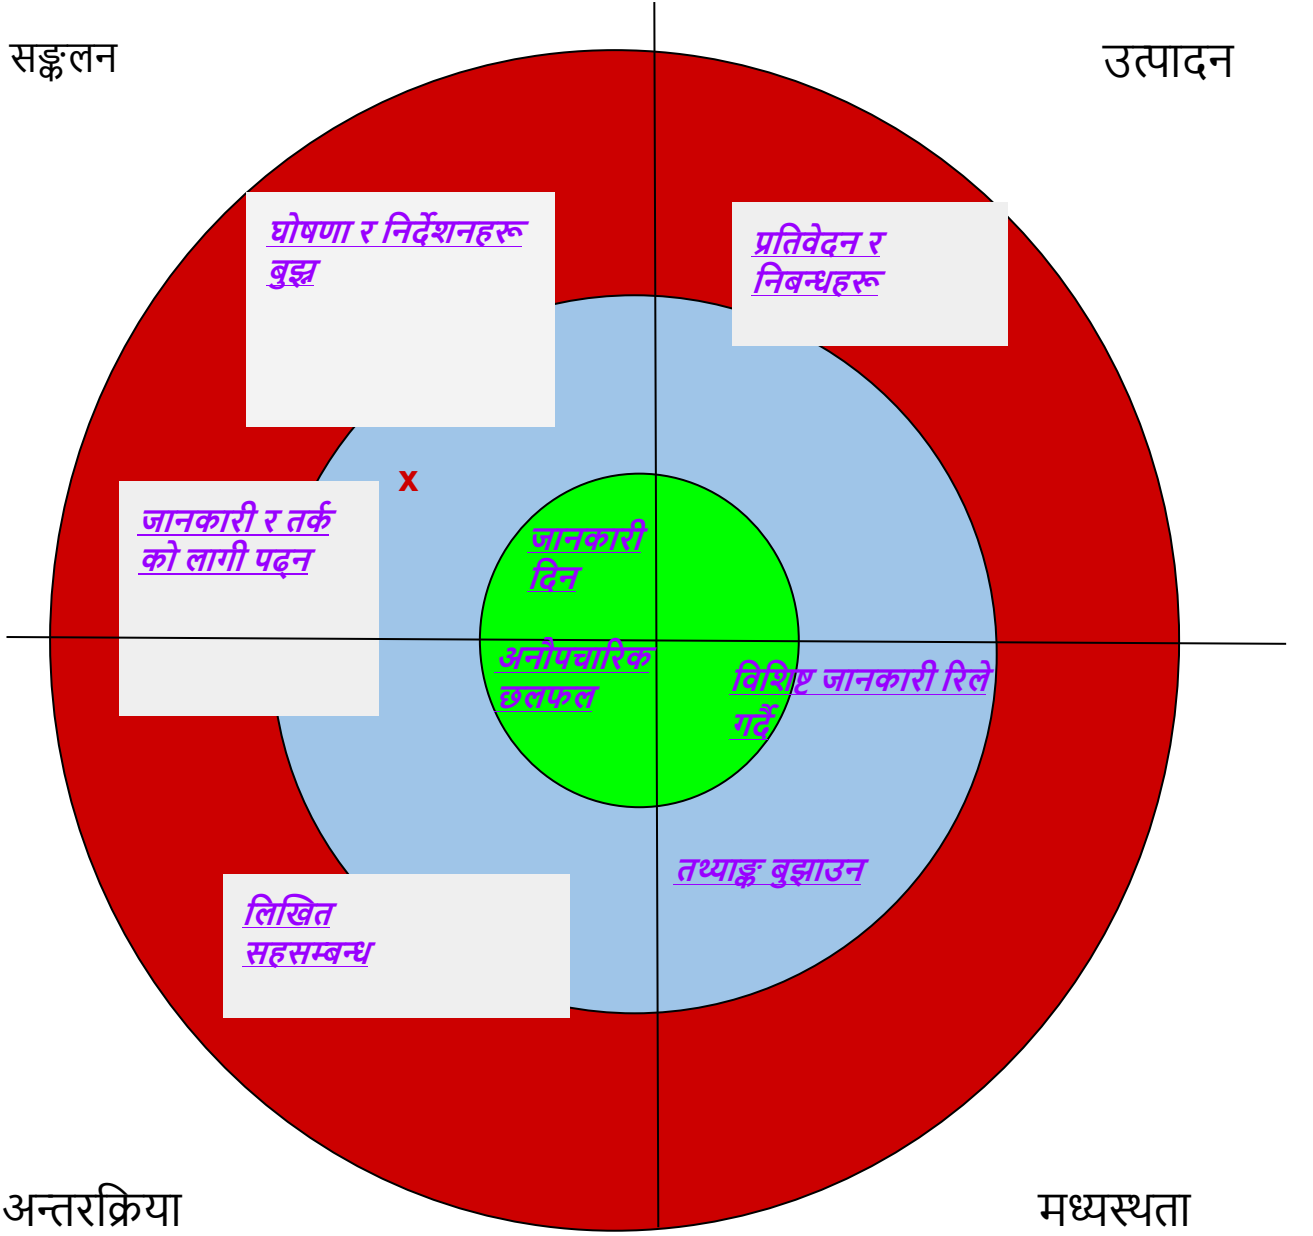 सङ्कलन
उत्पादन
घोषणा र निर्देशनहरू
बुझ्न
प्रतिवेदन र
निबन्धहरू
x
जानकारी र तर्क
को लागी पढ्न
जानकारी
दिन
अनौपचारिक
छलफल
विशिष्ट जानकारी रिले
गर्दै
तथ्याङ्क बुझाउन
लिखित
सहसम्बन्ध
अन्तरक्रिया
मध्यस्थता